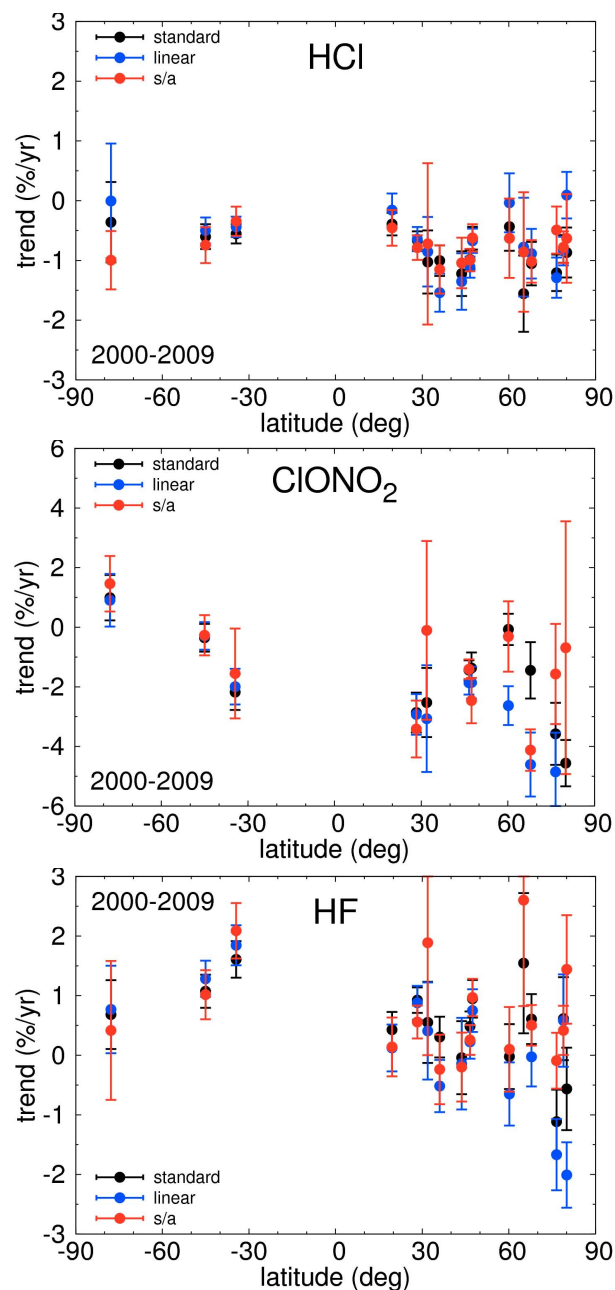 3
standard
linear
s/a
HCl
2
1
0
-1
-2
-3
trend (%/yr)
2000-2009
-90 -60 -30 0 30 60 90
latitude (deg)
6
standard
linear
s/a
ClONO2
4
2
0
-2
-4
-6
trend (%/yr)
2000-2009
-90 -60 -30 0 30 60 90
latitude (deg)
3
2000-2009
HF
2
1
0
-1
-2
-3
trend (%/yr)
standard
linear
s/a
-90 -60 -30 0 30 60 90
latitude (deg)